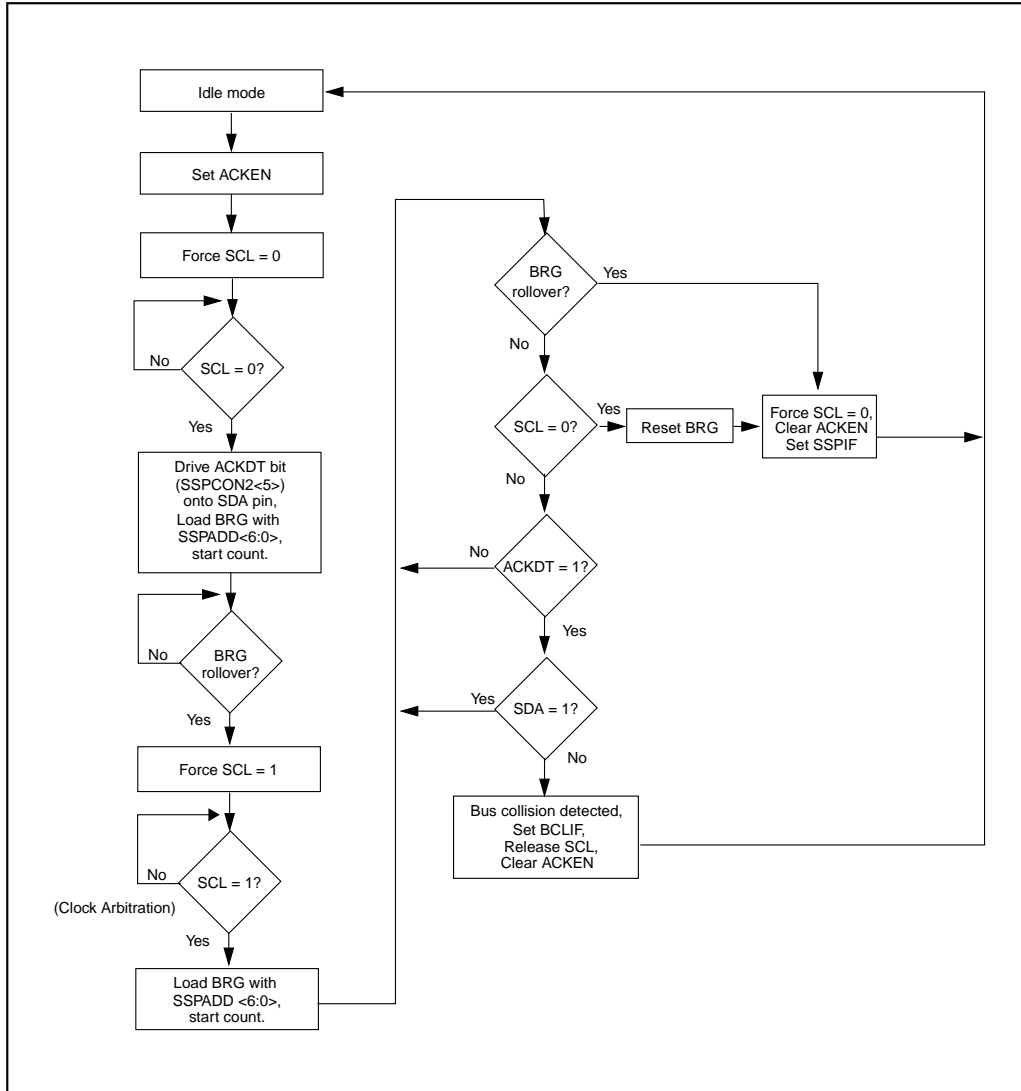 Idle mode
Set ACKEN
Force SCL = 0
No
SCL = 0?
Yes
Drive ACKDT bit
(SSPCON2<5>)
onto SDA pin,
Load BRG with
SSPADD<6:0>,
start count.
No
BRG
rollover?
Yes
Force SCL = 1
No
SCL = 1?
(Clock Arbitration)
Yes
Load BRG with
SSPADD <6:0>,
start count.
BRG
rollover?
Yes
No
SCL = 0?
Yes
Reset BRG
Force SCL = 0,
Clear ACKEN
Set SSPIF
No
No
ACKDT = 1?
Yes
Yes
SDA = 1?
No
Bus collision detected,
Set BCLIF,
Release SCL,
Clear ACKEN